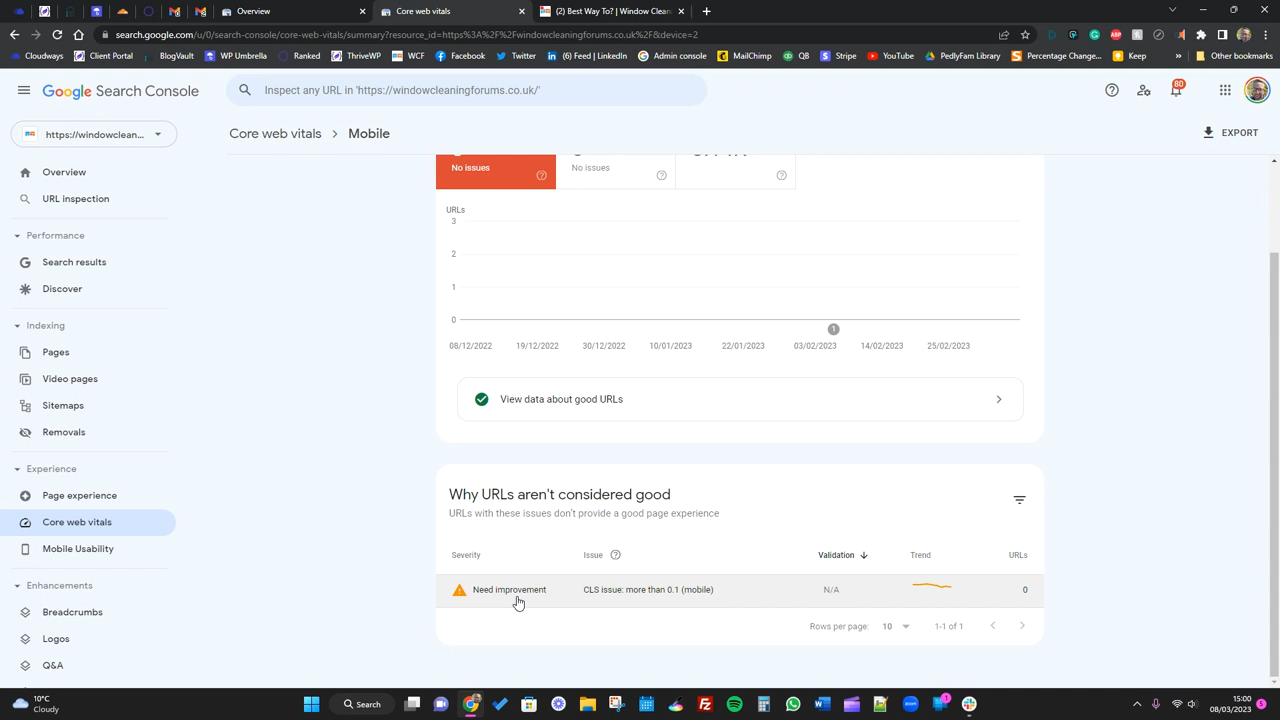 Overview
Core Vitals
(2) Best Way To? | Window Clean
search.google.com/u/0/search-console/core-web-vitals/summary?resource_id=https%3A%2F%2Fwindowcleaningforums.co.uk%2F&device=2
Cloudways
Client Portal
Blogvault
WP Umbrella
Ranked
ThriveWP
WCF
Facebook
Twitter
(6) Feed | LinkedIn
Admin console
MailChimp
QB
Stripe
YouTube
PedlyFam Library
Percentage Change...
Keep
»
Other bookmarks
Google Search Console
Inspect any URL in 'https://windowcleaningforums.co.uk/'
80
https://windowclean...
Core web vitals > Mobile
EXPORT
Overview
URL inspection
Performance
Search results
Discover
Indexing
Pages
Video pages
Sitemaps
Removals
Experience
Page experience
Core web vitals
Mobile Usability
Enhancements
Breadcrumbs
Logos
Q&A
No issues
No issues
URLs
3
2
1
0
1
08/12/2022
19/12/2022
30/12/2022
10/01/2023
22/01/2023
03/02/2023
14/02/2023
25/02/2023
View data about good URLs
Why URLs aren't considered good
URLs with these issues don't provide a good page experience
Severity Issue Validation Trend URLs
Need improvement CLS issue: more than 0.1 (mobile) N/A 0
Rows per page: 10 1-1 of 1
10°C
Cloudy
Search
15:00
08/03/2023